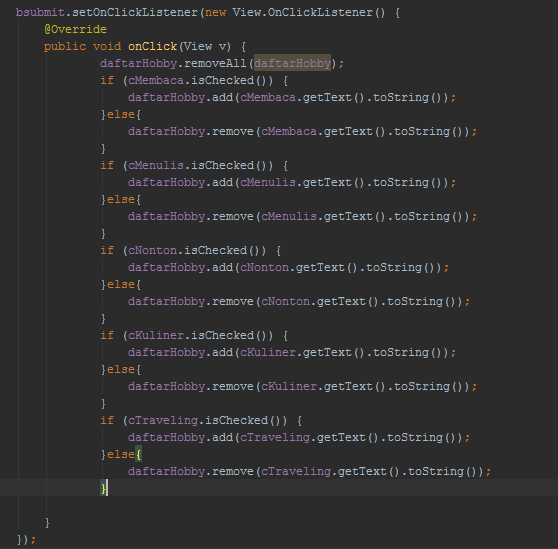 bsubmit.setOnClickListener(new View.OnClickListener() {
    @Override
    public void onClick(View v) {
            daftarHobby.removeAll(daftarHobby);
            if (cMembaca.isChecked()) {
                daftarHobby.add(cMembaca.getText().toString());
            }else{
                daftarHobby.remove(cMembaca.getText().toString());
            }
            if (cMenulis.isChecked()) {
                daftarHobby.add(cMenulis.getText().toString());
            }else{
                daftarHobby.remove(cMenulis.getText().toString());
            }
            if (cNonton.isChecked()) {
                daftarHobby.add(cNonton.getText().toString());
            }else{
                daftarHobby.remove(cNonton.getText().toString());
            }
            if (cKuliner.isChecked()) {
                daftarHobby.add(cKuliner.getText().toString());
            }else{
                daftarHobby.remove(cKuliner.getText().toString());
            }
            if (cTraveling.isChecked()) {
                daftarHobby.add(cTraveling.getText().toString());
            }else{
                daftarHobby.remove(cTraveling.getText().toString());
            }
    }
});